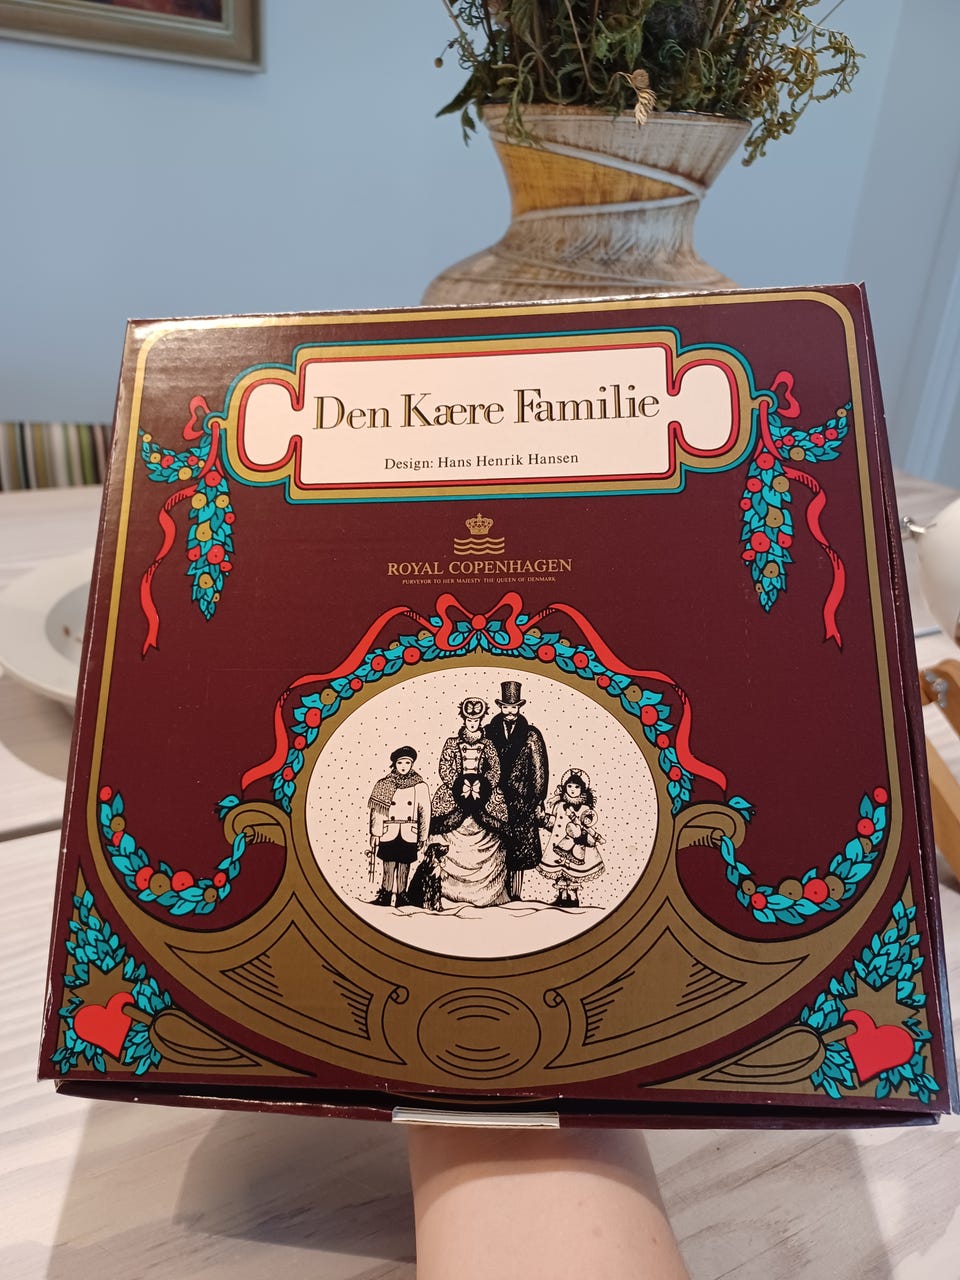 Den Kære Familie
Design: Hans Henrik Hansen
ROYAL COPENHAGEN
PURVEYOR TO HER MAJESTY THE QUEEN OF DENMARK